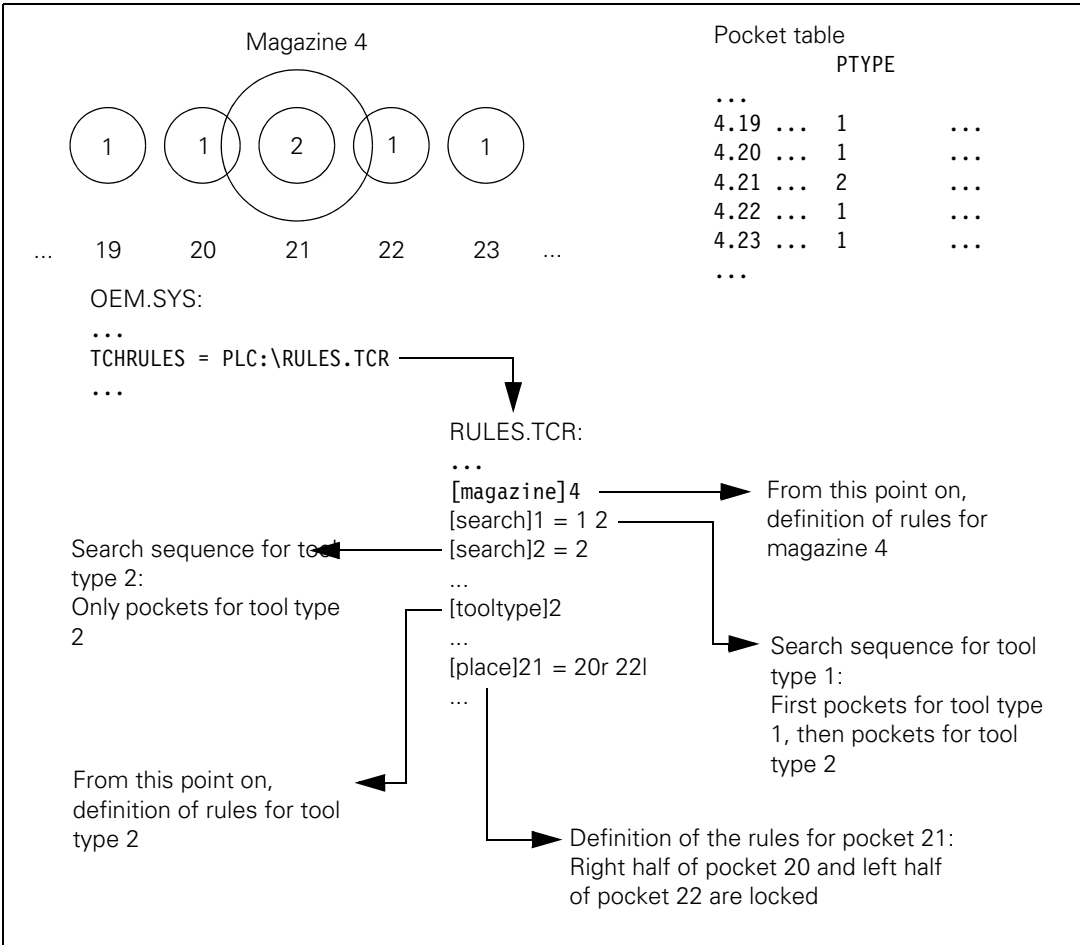 Magazine 4
1 1 2 1 1
... 19 20 21 22 23 ...
Pocket table
PTYPE
...
4.19 ... 1 ...
4.20 ... 1 ...
4.21 ... 2 ...
4.22 ... 1 ...
4.23 ... 1 ...
...
OEM.SYS:
...
TCHRULES = PLC:\RULES.TCR
...
RULES.TCR:
...
[magazine]4
[search]1 = 1 2
[search]2 = 2
...
[tooltype]2
...
[place]21 = 20r 22l
...
From this point on,
definition of rules for
magazine 4
Search sequence for tool
type 2:
Only pockets for tool type
2
Search sequence for tool
type 1:
First pockets for tool type
1, then pockets for tool
type 2
From this point on,
definition of rules for tool
type 2
Definition of the rules for pocket 21:
Right half of pocket 20 and left half
of pocket 22 are locked